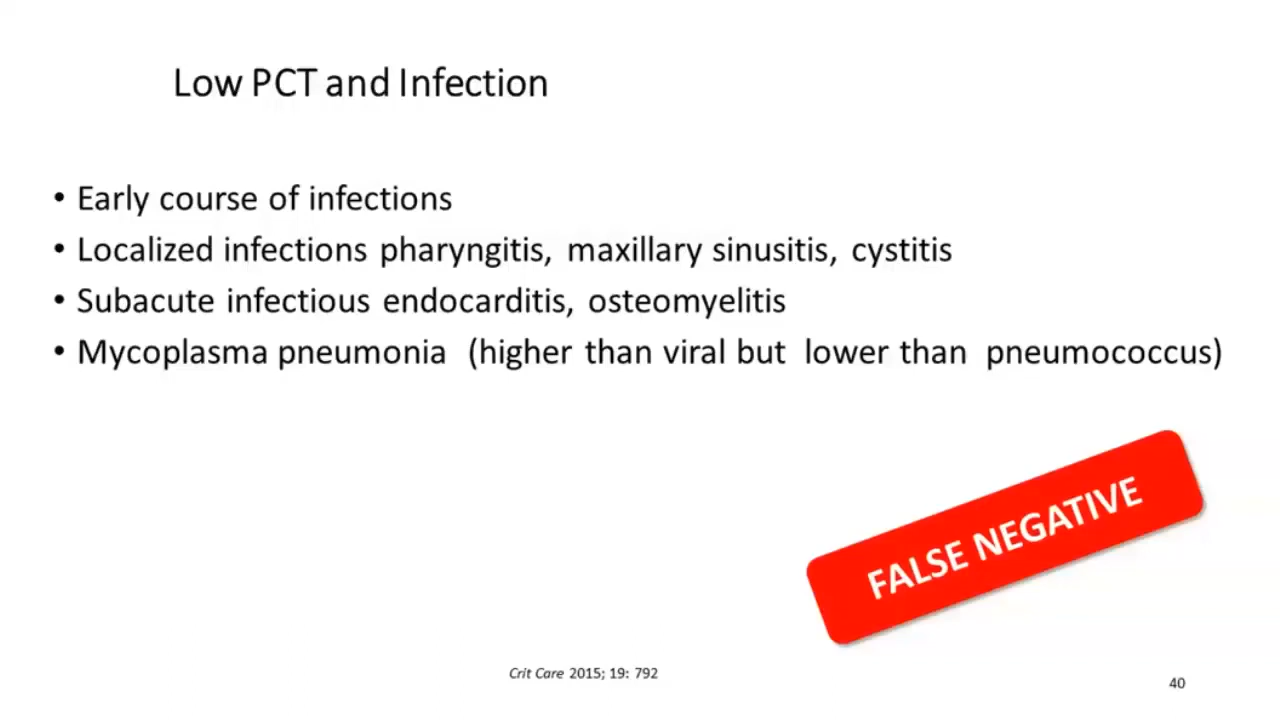 Low PCT and Infection
• Early course of infections
• Localized infections pharyngitis, maxillary sinusitis, cystitis
• Subacute infectious endocarditis, osteomyelitis
• Mycoplasma pneumonia (higher than viral but lower than pneumococcus)
FALSE NEGATIVE
Crit Care 2015; 19: 792
40